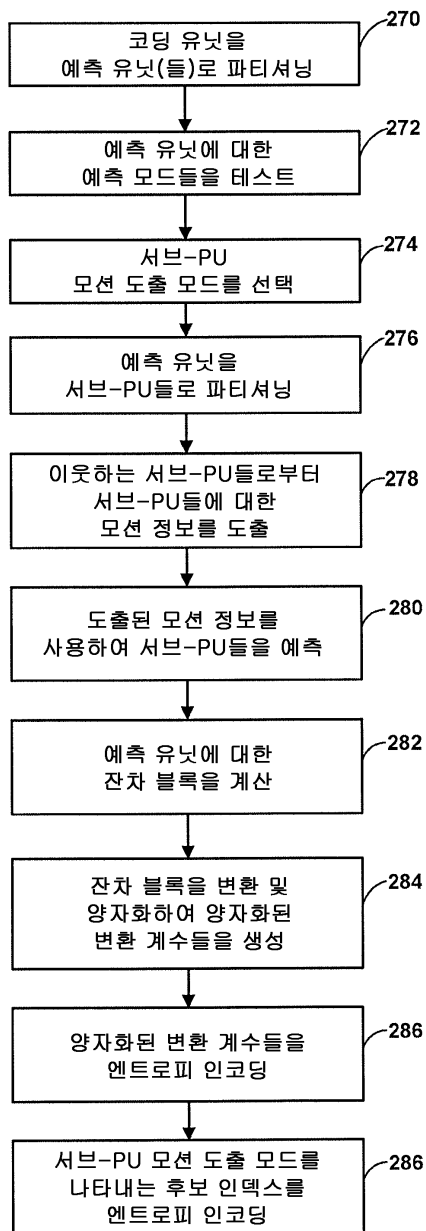 270
코딩 유닛을
예측 유닛(들)로 파티셔닝
272
예측 유닛에 대한
예측 모드들을 테스트
274
서브-PU
모션 도출 모드를 선택
276
예측 유닛을
서브-PU들로 파티셔닝
278
이웃하는 서브-PU들로부터
서브-PU들에 대한
모션 정보를 도출
280
도출된 모션 정보를
사용하여 서브-PU들을 예측
282
예측 유닛에 대한
잔차 블록을 계산
284
잔차 블록을 변환 및
양자화하여 양자화된
변환 계수들을 생성
286
양자화된 변환 계수들을
엔트로피 인코딩
286
서브-PU 모션 도출 모드를
나타내는 후보 인덱스를
엔트로피 인코딩